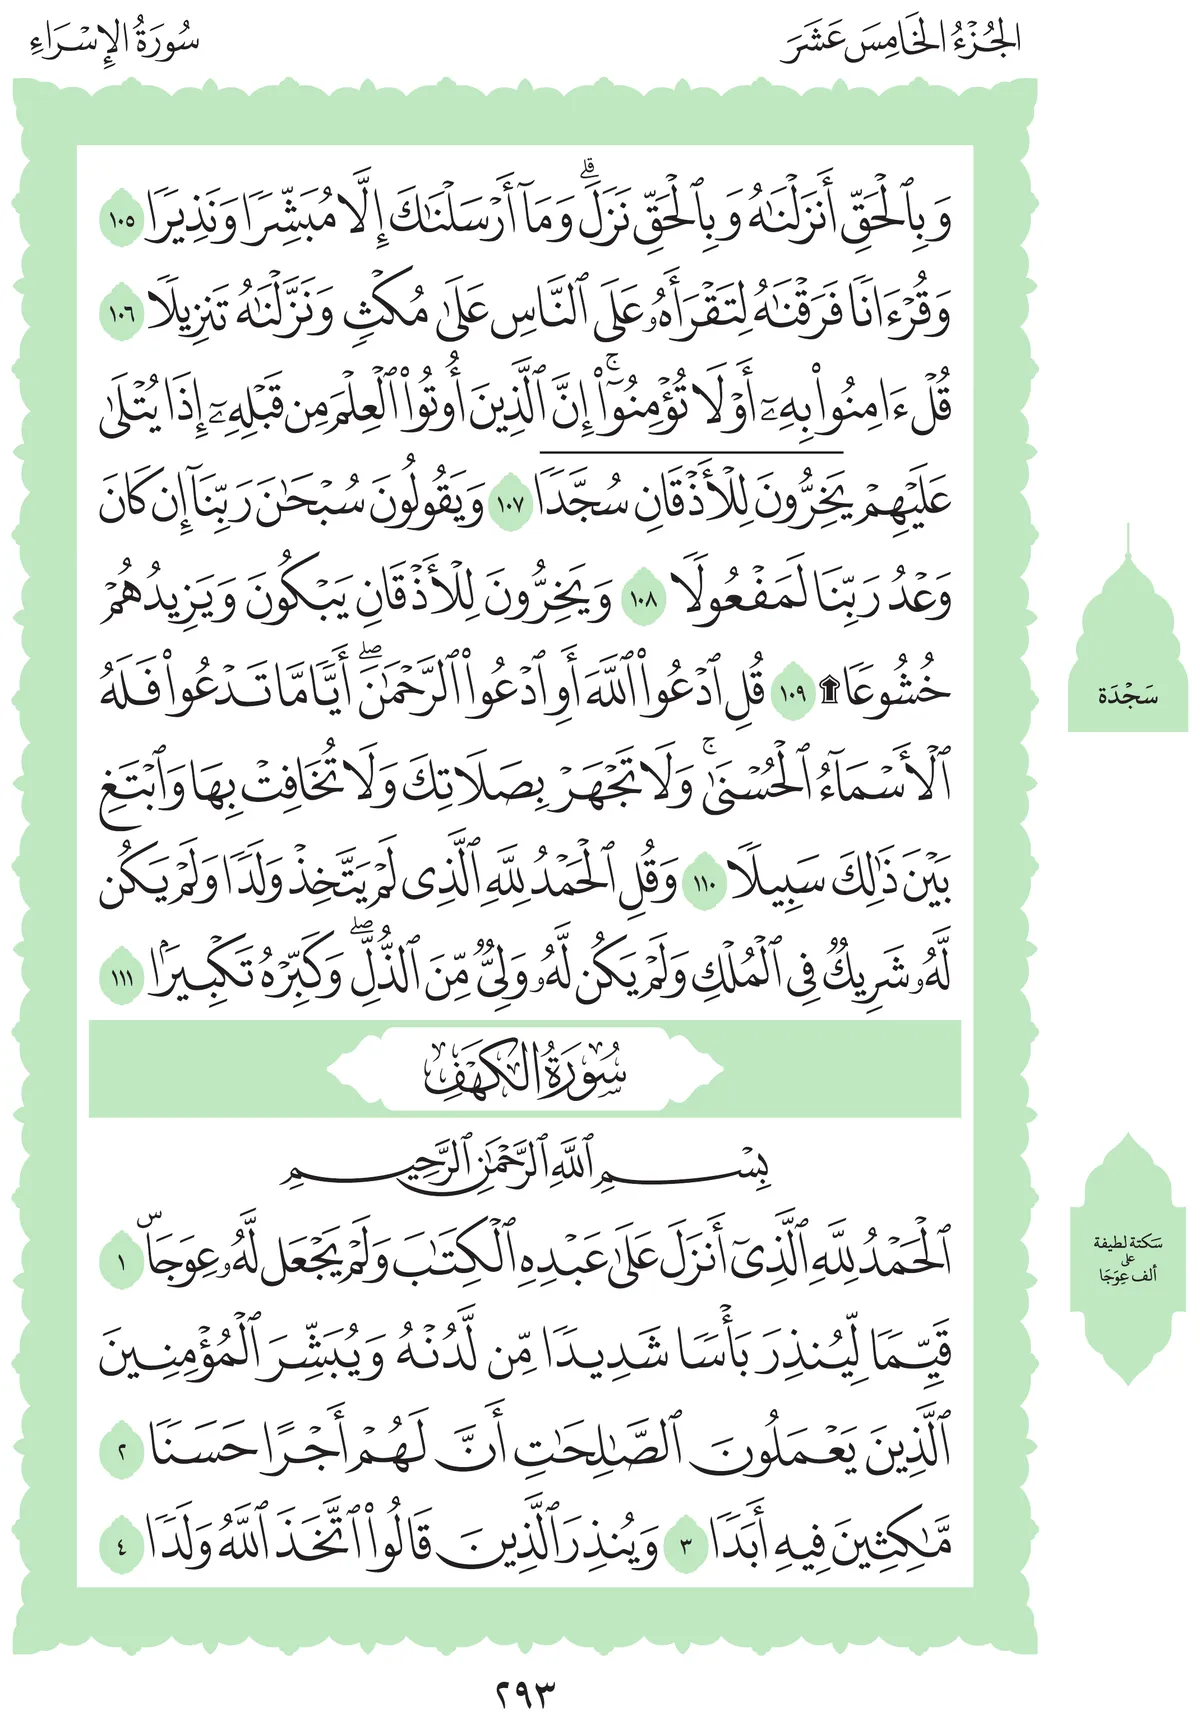 الجُزْءُ الخَامِسَ عَشَرَ
سُورَةُ الإِسْرَاءِ
وَبِٱلْحَقِّ أَنزَلْنَٰهُ وَبِٱلْحَقِّ نَزَلَ ۗ وَمَآ أَرْسَلْنَٰكَ إِلَّا مُبَشِّرًا وَنَذِيرًا ١٠٥
وَقُرْءَانًا فَرَقْنَٰهُ لِتَقْرَأَهُۥ عَلَى ٱلنَّاسِ عَلَىٰ مُكْثٍ وَنَزَّلْنَٰهُ تَنزِيلًا ١٠٦
قُلْ ءَامِنُوا۟ بِهِۦٓ أَوْ لَا تُؤْمِنُوٓا۟ ۚ إِنَّ ٱلَّذِينَ أُوتُوا۟ ٱلْعِلْمَ مِن قَبْلِهِۦٓ إِذَا يُتْلَىٰ
عَلَيْهِمْ يَخِرُّونَ لِلْأَذْقَانِ سُجَّدًا ١٠٧ وَيَقُولُونَ سُبْحَٰنَ رَبِّنَآ إِن كَانَ
وَعْدُ رَبِّنَا لَمَفْعُولًا ١٠٨ وَيَخِرُّونَ لِلْأَذْقَانِ يَبْكُونَ وَيَزِيدُهُمْ
خُشُوعًا ۩ ١٠٩ قُلِ ٱدْعُوا۟ ٱللَّهَ أَوِ ٱدْعُوا۟ ٱلرَّحْمَٰنَ ۖ أَيًّا مَّا تَدْعُوا۟ فَلَهُ
ٱلْأَسْمَآءُ ٱلْحُسْنَىٰ ۚ وَلَا تَجْهَرْ بِصَلَاتِكَ وَلَا تُخَافِتْ بِهَا وَٱبْتَغِ
بَيْنَ ذَٰلِكَ سَبِيلًا ١١٠ وَقُلِ ٱلْحَمْدُ لِلَّهِ ٱلَّذِى لَمْ يَتَّخِذْ وَلَدًا وَلَمْ يَكُن
لَّهُۥ شَرِيكٌ فِى ٱلْمُلْكِ وَلَمْ يَكُن لَّهُۥ وَلِىٌّ مِّنَ ٱلذُّلِّ ۖ وَكَبِّرْهُ تَكْبِيرًۢا ١١١
سُورَةُ الكَهْفِ
بِسْمِ ٱللَّهِ ٱلرَّحْمَٰنِ ٱلرَّحِيمِ
ٱلْحَمْدُ لِلَّهِ ٱلَّذِىٓ أَنزَلَ عَلَىٰ عَبْدِهِ ٱلْكِتَٰبَ وَلَمْ يَجْعَل لَّهُۥ عِوَجَاۜ ١
قَيِّمًا لِّيُنذِرَ بَأْسًا شَدِيدًا مِّن لَّدُنْهُ وَيُبَشِّرَ ٱلْمُؤْمِنِينَ
ٱلَّذِينَ يَعْمَلُونَ ٱلصَّٰلِحَٰتِ أَنَّ لَهُمْ أَجْرًا حَسَنًا ٢
مَّٰكِثِينَ فِيهِ أَبَدًا ٣ وَيُنذِرَ ٱلَّذِينَ قَالُوا۟ ٱتَّخَذَ ٱللَّهُ وَلَدًا ٤
سَجْدَة
سَكتة لطيفة
على
ألف عِوَجَا
٢٩٣